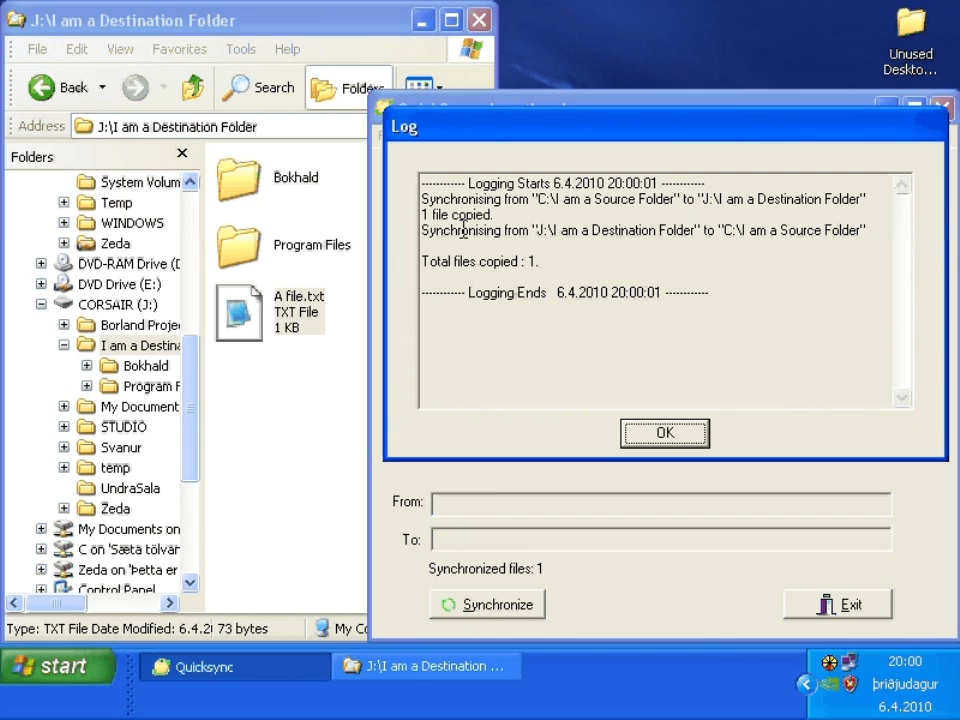 J:\I am a Destination Folder
File Edit View Favorites Tools Help
Back Search Folders
Address J:\I am a Destination Folder
Folders
System Volum
Temp
WINDOWS
Zeda
DVD-RAM Drive (D
DVD Drive (E:)
CORSAIR (J:)
Borland Proje
I am a Destina
Bokhald
Program F
My Document
STUDIO
Svanur
temp
UndraSala
Zeda
My Documents on
C on 'Sæta tölvan
Zeda on 'Þetta er
Control Panel
Bokhald
Program Files
A file.txt
TXT File
1 KB
Type: TXT File Date Modified: 6.4.2 73 bytes My Co
Unused
Deskto...
Log
------------ Logging Starts 6.4.2010 20:00:01 ------------
Synchronising from "C:\I am a Source Folder" to "J:\I am a Destination Folder"
1 file copied.
Synchronising from "J:\I am a Destination Folder" to "C:\I am a Source Folder"
Total files copied : 1.
------------ Logging Ends 6.4.2010 20:00:01 ------------
OK
From:
To:
Synchronized files: 1
Synchronize Exit
start Quicksync J:\I am a Destination ...
20:00
þriðjudagur
6.4.2010